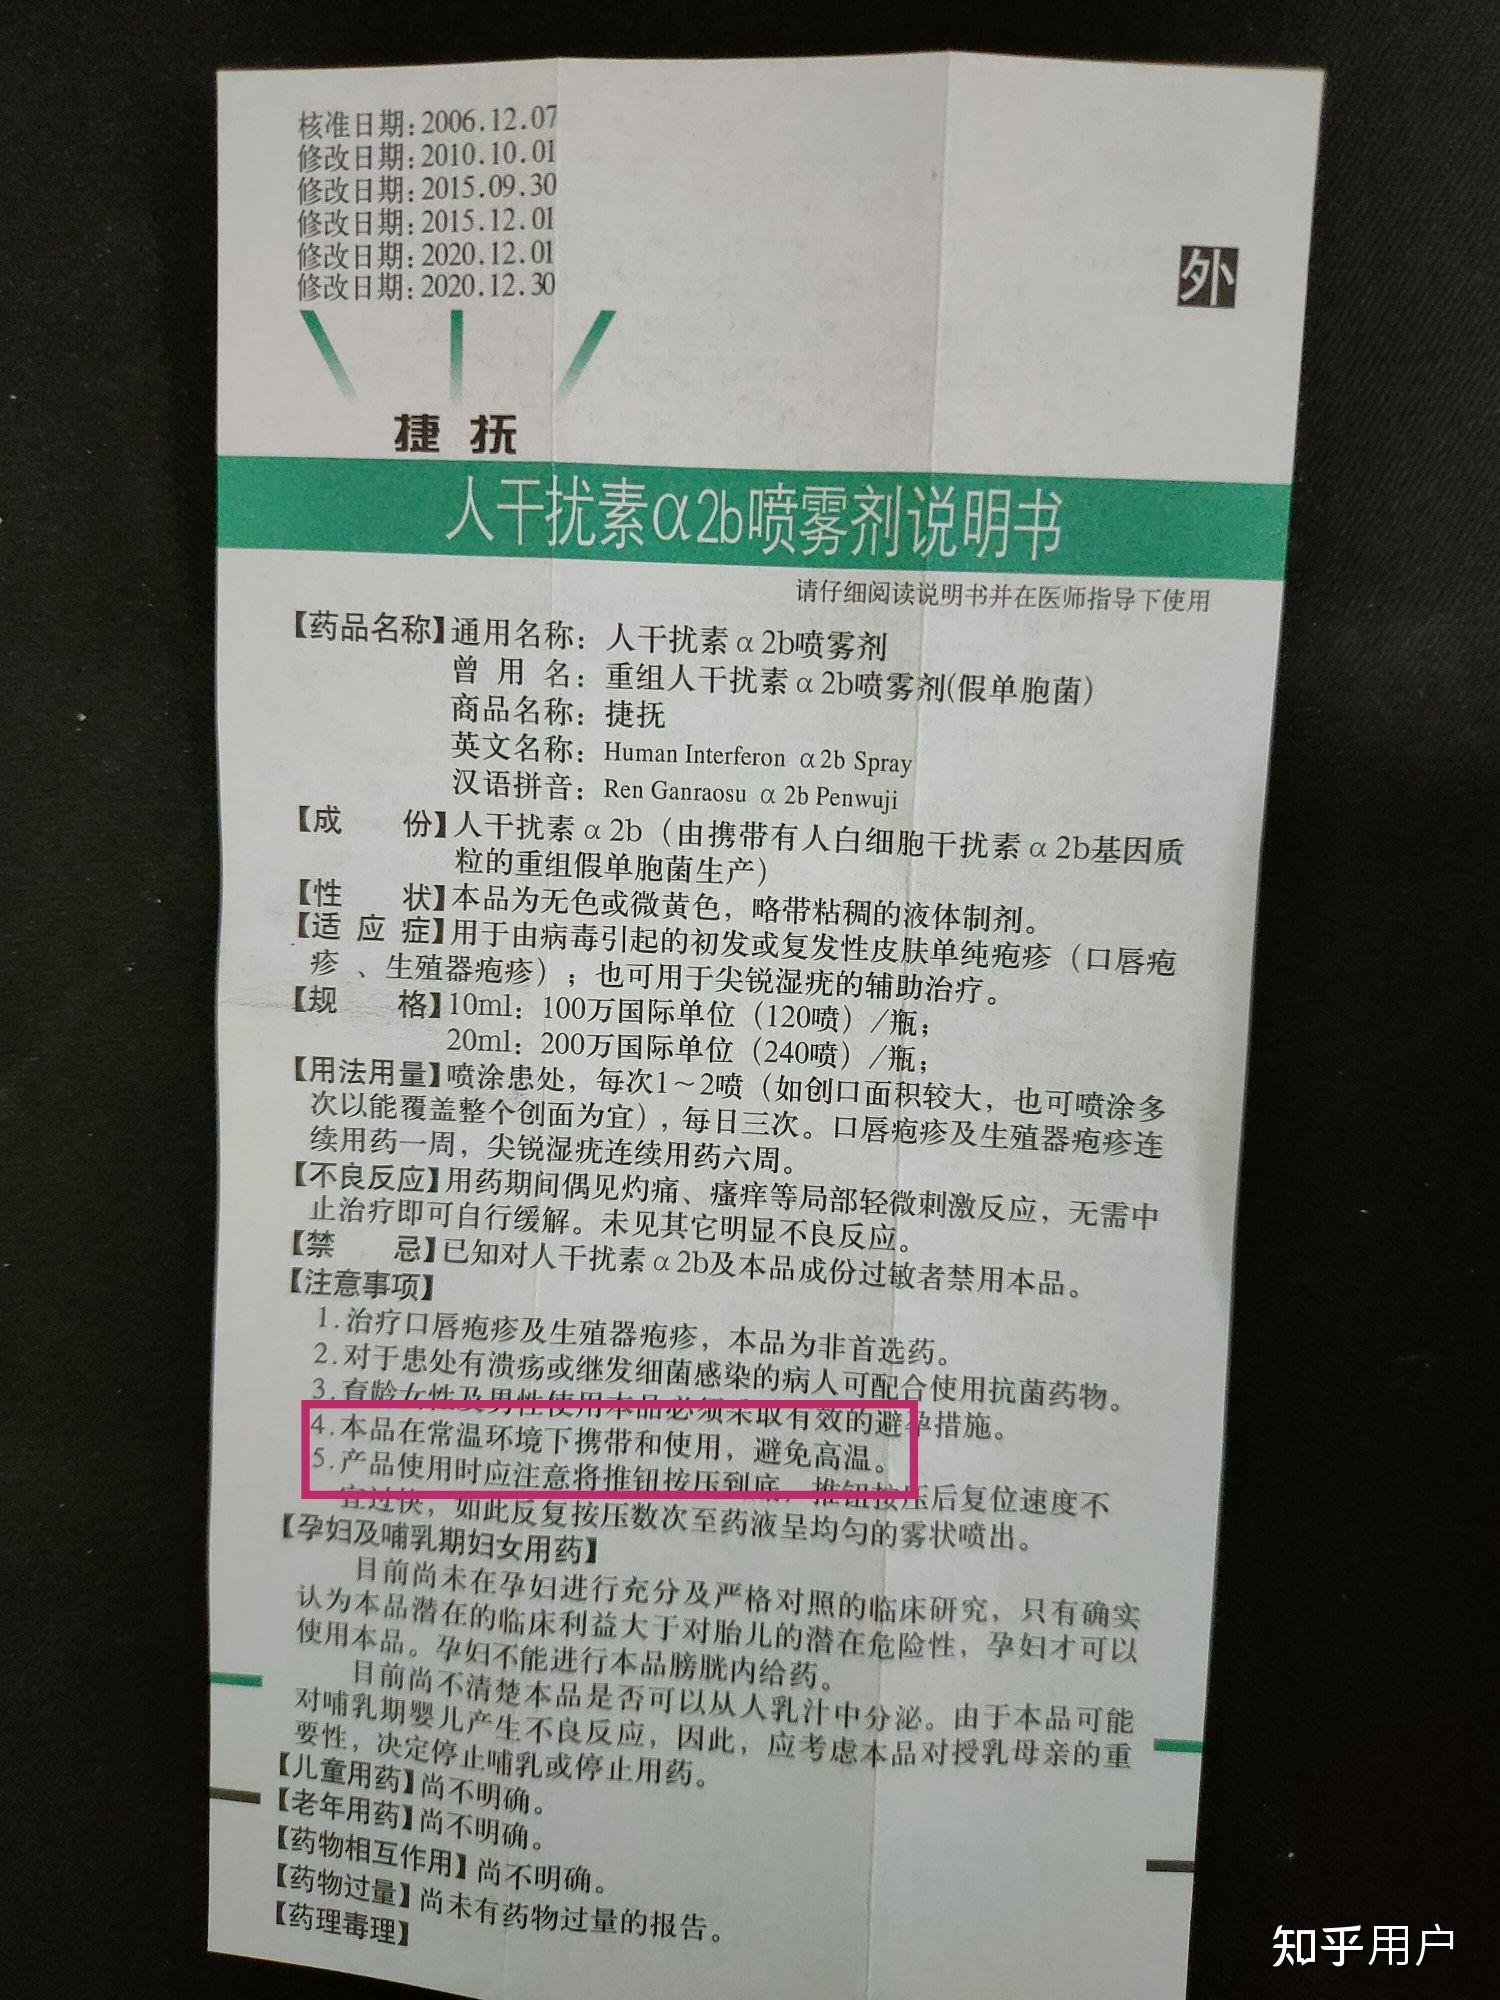 核准日期:2006.12.07
修改日期:2010.10.01
修改日期:2015.09.30
修改日期:2015.12.01
修改日期:2020.12.01
修改日期:2020.12.30
外
捷 抚
人干扰素α2b喷雾剂说明书
请仔细阅读说明书并在医师指导下使用
【药品名称】通用名称：人干扰素α2b喷雾剂
曾 用 名：重组人干扰素α2b喷雾剂(假单胞菌)
商品名称：捷抚
英文名称：Human Interferon α2b Spray
汉语拼音：Ren Ganraosu α2b Penwuji
【成 份】人干扰素α2b（由携带有人白细胞干扰素α2b基因质
粒的重组假单胞菌生产）
【性 状】本品为无色或微黄色，略带粘稠的液体制剂。
【适 应 症】用于由病毒引起的初发或复发性皮肤单纯疱疹（口唇疱
疹、生殖器疱疹）；也可用于尖锐湿疣的辅助治疗。
【规 格】10ml：100万国际单位（120喷）/瓶；
20ml：200万国际单位（240喷）/瓶；
【用法用量】喷涂患处，每次1～2喷（如创口面积较大，也可喷涂多
次以能覆盖整个创面为宜），每日三次。口唇疱疹及生殖器疱疹连
续用药一周，尖锐湿疣连续用药六周。
【不良反应】用药期间偶见灼痛、瘙痒等局部轻微刺激反应，无需中
止治疗即可自行缓解。未见其它明显不良反应。
【禁 忌】已知对人干扰素α2b及本品成份过敏者禁用本品。
【注意事项】
1.治疗口唇疱疹及生殖器疱疹，本品为非首选药。
2.对于患处有溃疡或继发细菌感染的病人可配合使用抗菌药物。
3.育龄女性及男性使用本品必须采取有效的避孕措施。
4.本品在常温环境下携带和使用，避免高温。
5.产品使用时应注意将推钮按压到底，推钮按压后复位速度不
宜过快，如此反复按压数次至药液呈均匀的雾状喷出。
【孕妇及哺乳期妇女用药】
目前尚未在孕妇进行充分及严格对照的临床研究，只有确实
认为本品潜在的临床利益大于对胎儿的潜在危险性，孕妇才可以
使用本品。孕妇不能进行本品膀胱内给药。
目前尚不清楚本品是否可以从人乳汁中分泌。由于本品可能
对哺乳期婴儿产生不良反应，因此，应考虑本品对授乳母亲的重
要性，决定停止哺乳或停止用药。
【儿童用药】尚不明确。
【老年用药】尚不明确。
【药物相互作用】尚不明确。
【药物过量】尚未有药物过量的报告。
【药理毒理】
知乎用户